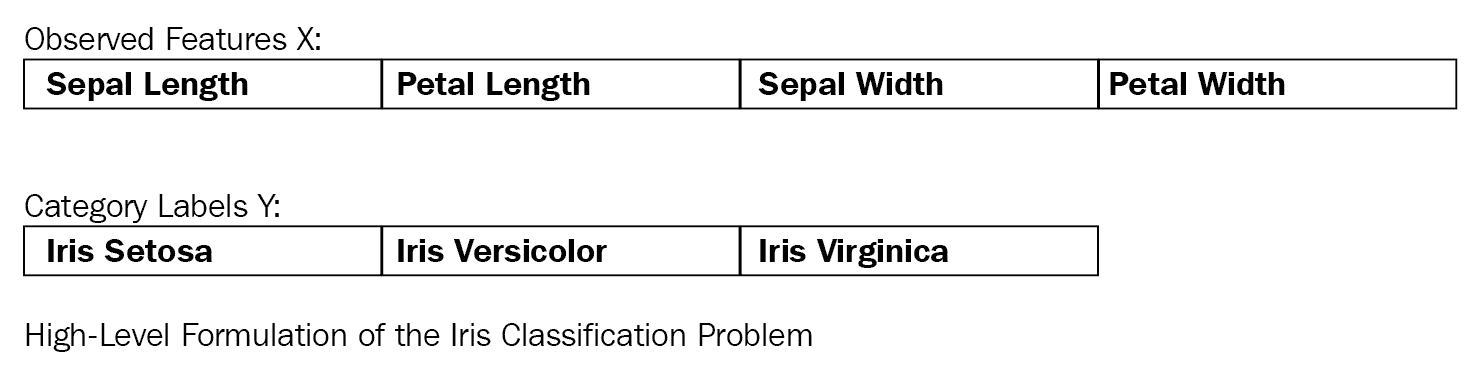 Observed Features X:
Sepal Length Petal Length Sepal Width Petal Width
Category Labels Y:
Iris Setosa Iris Versicolor Iris Virginica
High-Level Formulation of the Iris Classification Problem